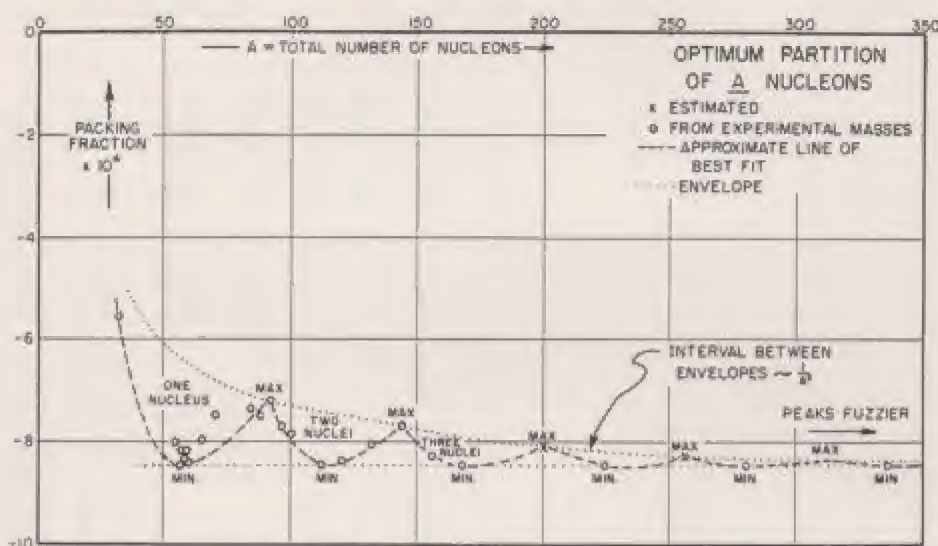 0 50 100 150 200 250 300 350
A = TOTAL NUMBER OF NUCLEONS
OPTIMUM PARTITION
OF A NUCLEONS
x ESTIMATED
o FROM EXPERIMENTAL MASSES
APPROXIMATE LINE OF
BEST FIT
ENVELOPE
PACKING
FRACTION
x 10⁴
0
-2
-4
-6
-8
-10
ONE
NUCLEUS
MAX
TWO
NUCLEI
MAX
THREE
NUCLEI
MAX
MAX
MAX
INTERVAL BETWEEN
ENVELOPES ~
PEAKS FUZZIER
MIN
MIN
MIN
MIN
MIN
MIN